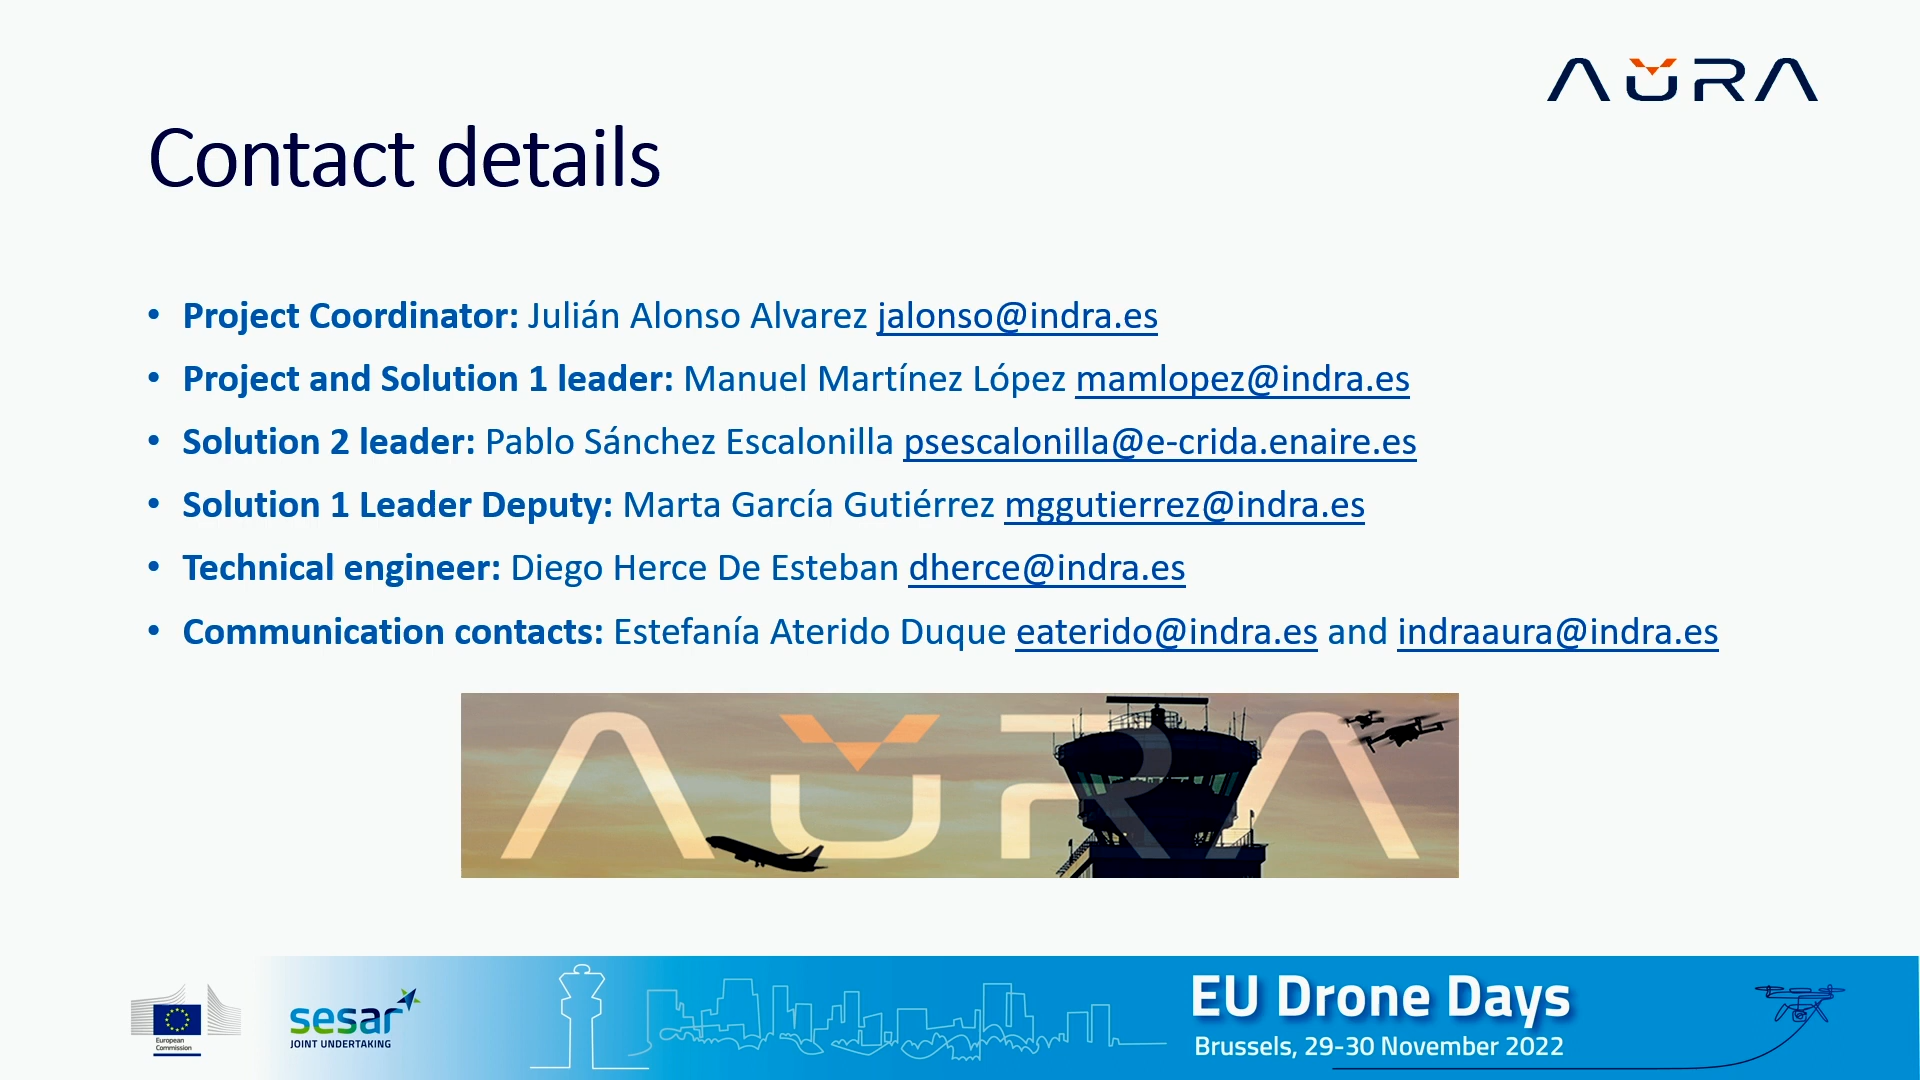 AURA
Contact details
• Project Coordinator: Julián Alonso Alvarez jalonso@indra.es
• Project and Solution 1 leader: Manuel Martínez López mamlopez@indra.es
• Solution 2 leader: Pablo Sánchez Escalonilla psescalonilla@e-crida.enaire.es
• Solution 1 Leader Deputy: Marta García Gutiérrez mggutierrez@indra.es
• Technical engineer: Diego Herce De Esteban dherce@indra.es
• Communication contacts: Estefanía Aterido Duque eaterido@indra.es and indraaura@indra.es
AURA
European
Commission
sesar
JOINT UNDERTAKING
EU Drone Days
Brussels, 29-30 November 2022